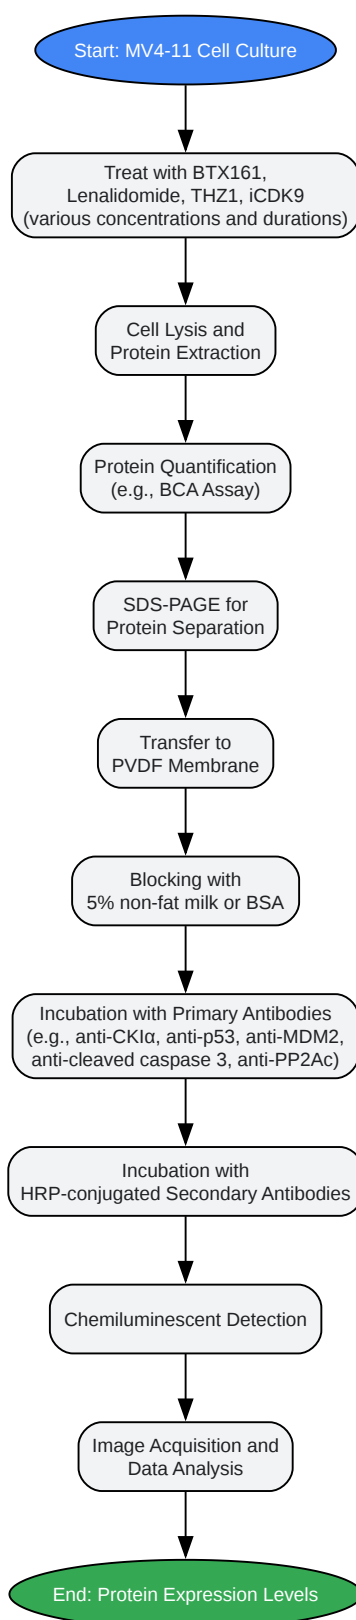 Start: MV4-11 Cell Culture
Treat with BTX161,
Lenalidomide, THZ1, iCDK9
(various concentrations and durations)
Cell Lysis and
Protein Extraction
Protein Quantification
(e.g., BCA Assay)
SDS-PAGE for
Protein Separation
Transfer to
PVDF Membrane
Blocking with
5% non-fat milk or BSA
Incubation with Primary Antibodies
(e.g., anti-CKIα, anti-p53, anti-MDM2,
anti-cleaved caspase 3, anti-PP2Ac)
Incubation with
HRP-conjugated Secondary Antibodies
Chemiluminescent Detection
Image Acquisition and
Data Analysis
End: Protein Expression Levels